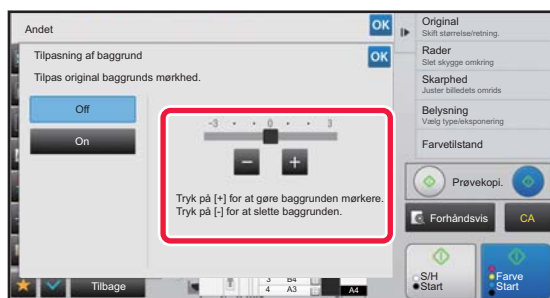 Andet
OK
Tilpasning af baggrund
OK
Tilpas original baggrunds mørkhed.
Off
On
-3 0 3
- +
Tryk på [+] for at gøre baggrunden mørkere.
Tryk på [-] for at slette baggrunden.
Tilbage
3 B4
4 A3
A4
Original
Skift størrelse/retning.
Rader
Slet skygge omkring
Skarphed
Juster billedets omrids
Belysning
Vælg type/eksponering
Farvetilstand
Prøvekopi.
Forhåndsvis
CA
S/H
Start
Farve
Start